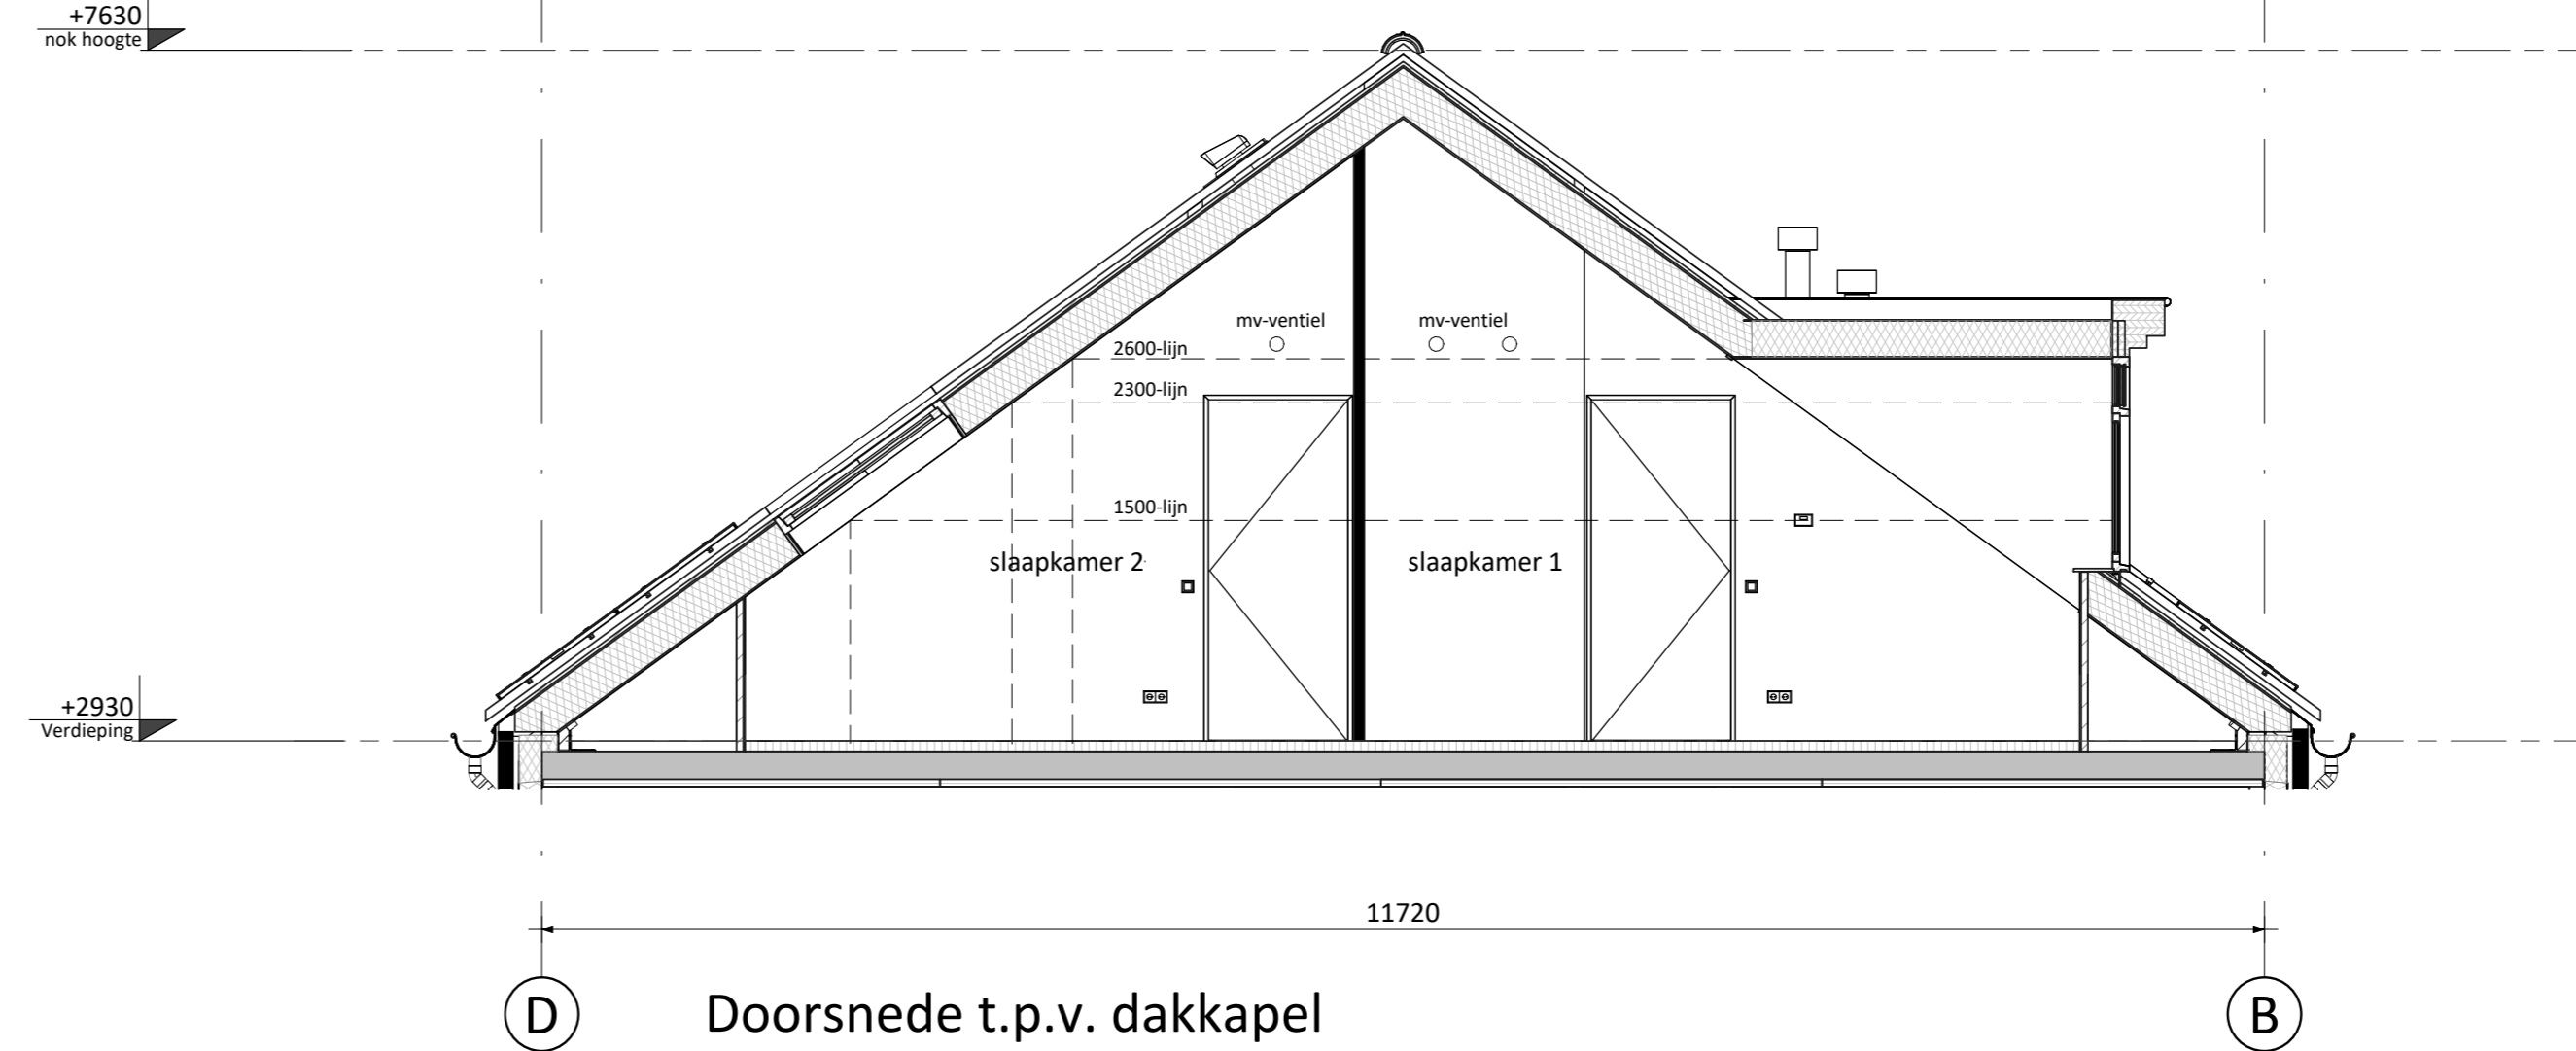 +7630
nok hoogte
mv-ventiel
mv-ventiel
2600-lijn
2300-lijn
1500-lijn
slaapkamer 2
slaapkamer 1
+2930
Verdieping
11720
D
Doorsnede t.p.v. dakkapel
B